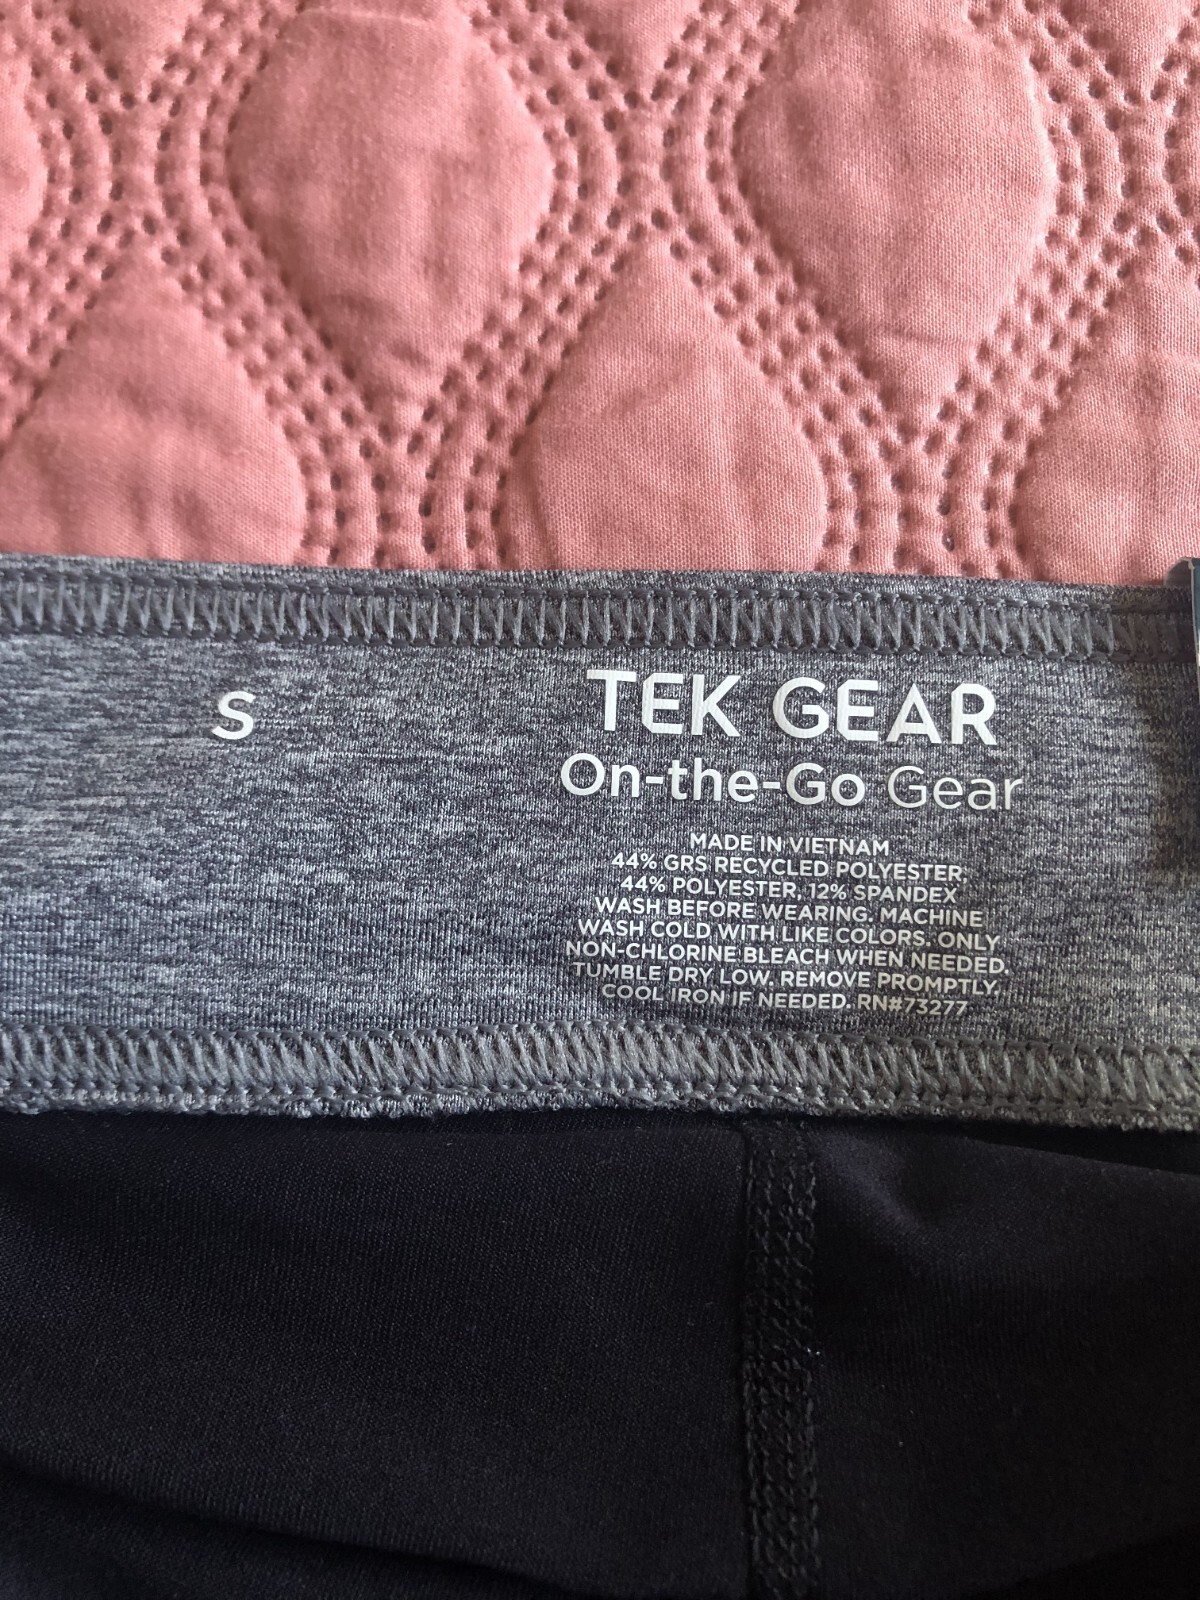 S
TEK GEAR
On-the-Go Gear
MADE IN VIETNAM
44% GRS RECYCLED POLYESTER,
44% POLYESTER, 12% SPANDEX
WASH BEFORE WEARING. MACHINE
WASH COLD WITH LIKE COLORS. ONLY
NON-CHLORINE BLEACH WHEN NEEDED.
TUMBLE DRY LOW. REMOVE PROMPTLY.
COOL IRON IF NEEDED. RN#73277